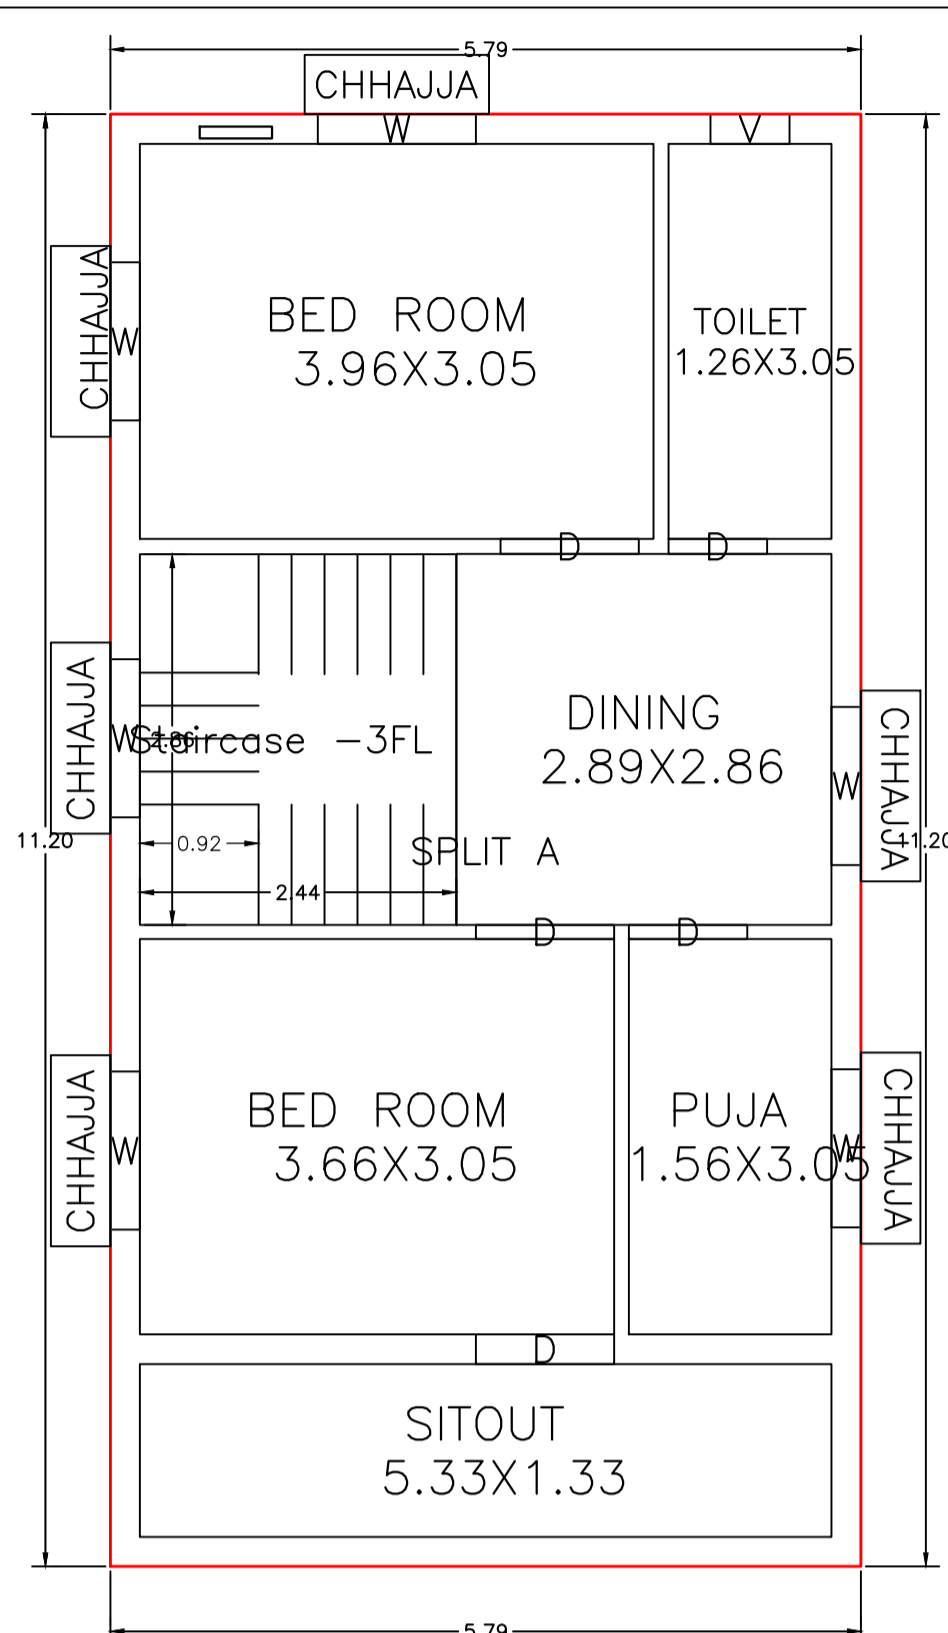 5.79
CHHAJJA
W
V
CHHAJJA
W
BED ROOM
3.96X3.05
TOILET
1.26X3.05
D
D
CHHAJJA
W
2.86
Staircase -3FL
DINING
2.89X2.86
W
CHHAJJA
11.20
0.92
SPLIT A
11.20
2.44
D
D
CHHAJJA
W
BED ROOM
3.66X3.05
PUJA
1.56X3.05
W
CHHAJJA
D
SITOUT
5.33X1.33
5.79